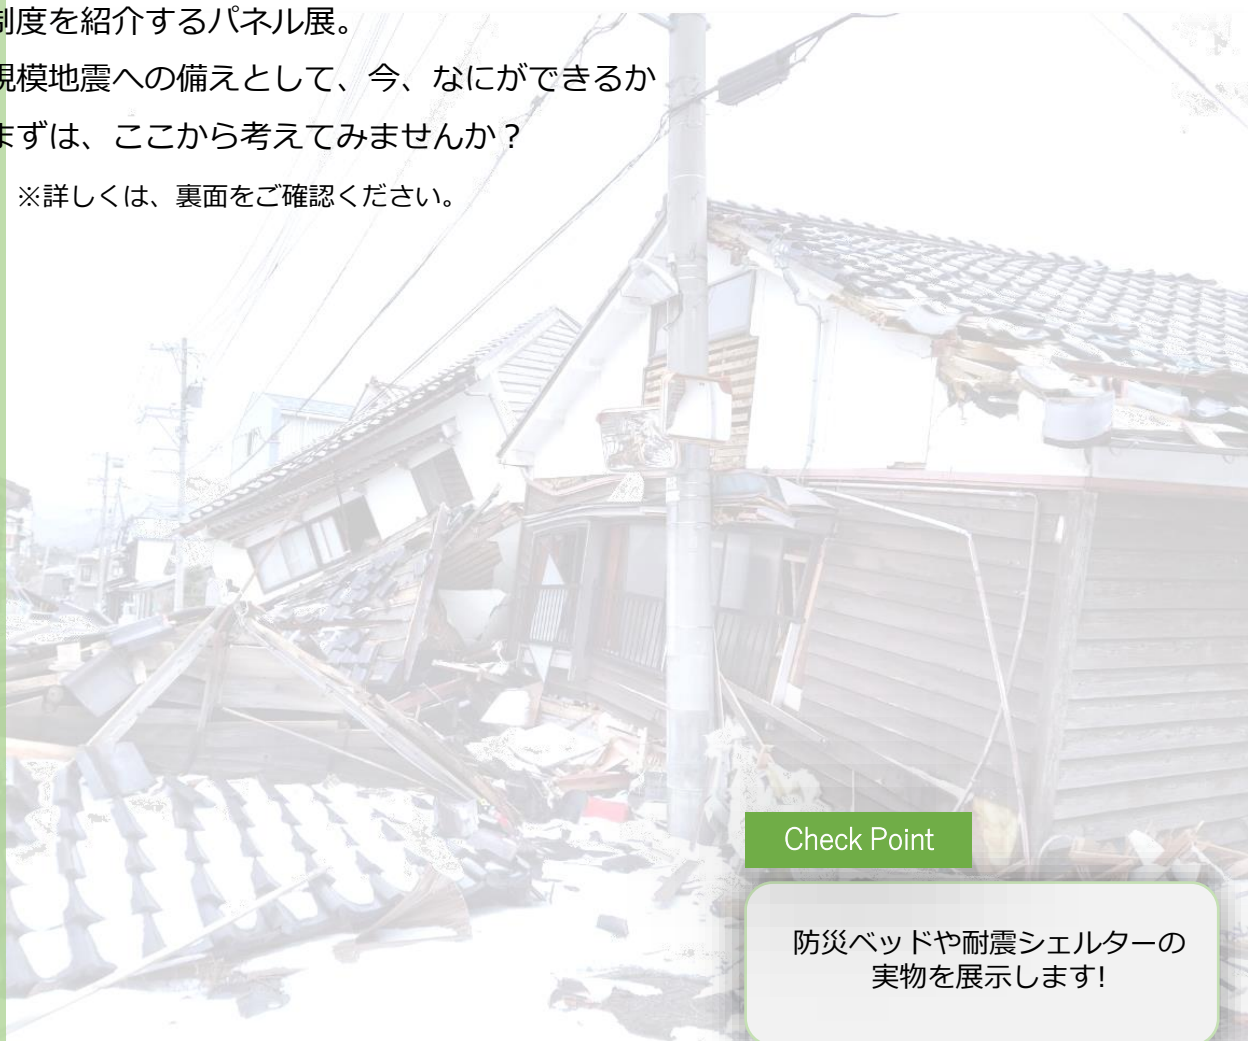 制度を紹介するパネル展。
規模地震への備えとして、今、なにができるか
まずは、ここから考えてみませんか？
※詳しくは、裏面をご確認ください。
Check Point
防災ベッドや耐震シェルターの
実物を展示します!